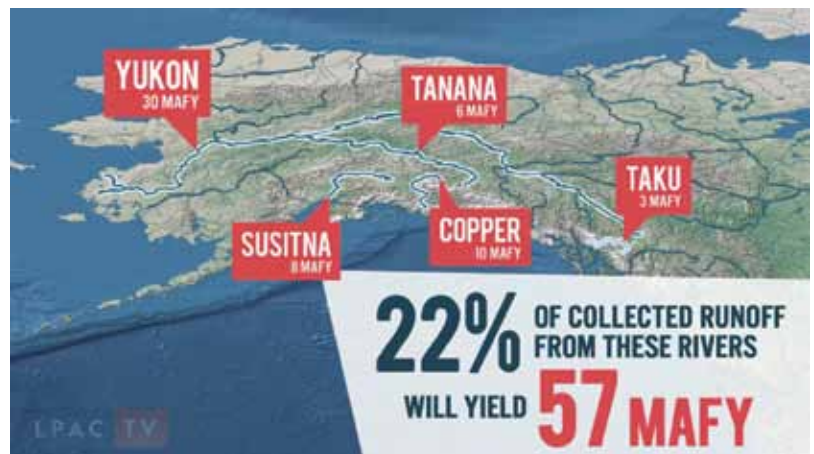 YUKON
30 MAFY
TANANA
6 MAFY
TAKU
3 MAFY
SUSITNA
8 MAFY
COPPER
10 MAFY
22% OF COLLECTED RUNOFF
FROM THESE RIVERS
WILL YIELD 57 MAFY
LPAC TV